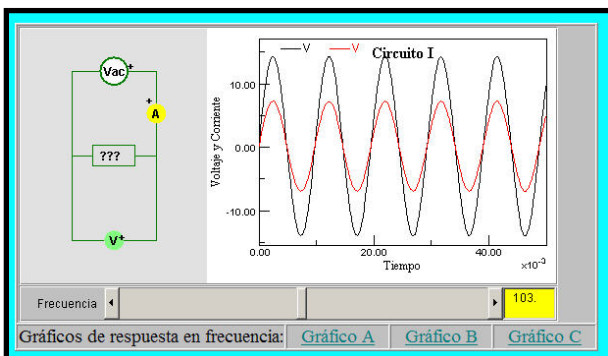 Vac+
+
A
???
V+
V V
Circuito I
Voltaje y Corriente
10.00
0.00
-10.00
0.00 20.00 40.00
Tiempo
×10⁻³
Frecuencia 103.
Gráficos de respuesta en frecuencia: Gráfico A Gráfico B Gráfico C